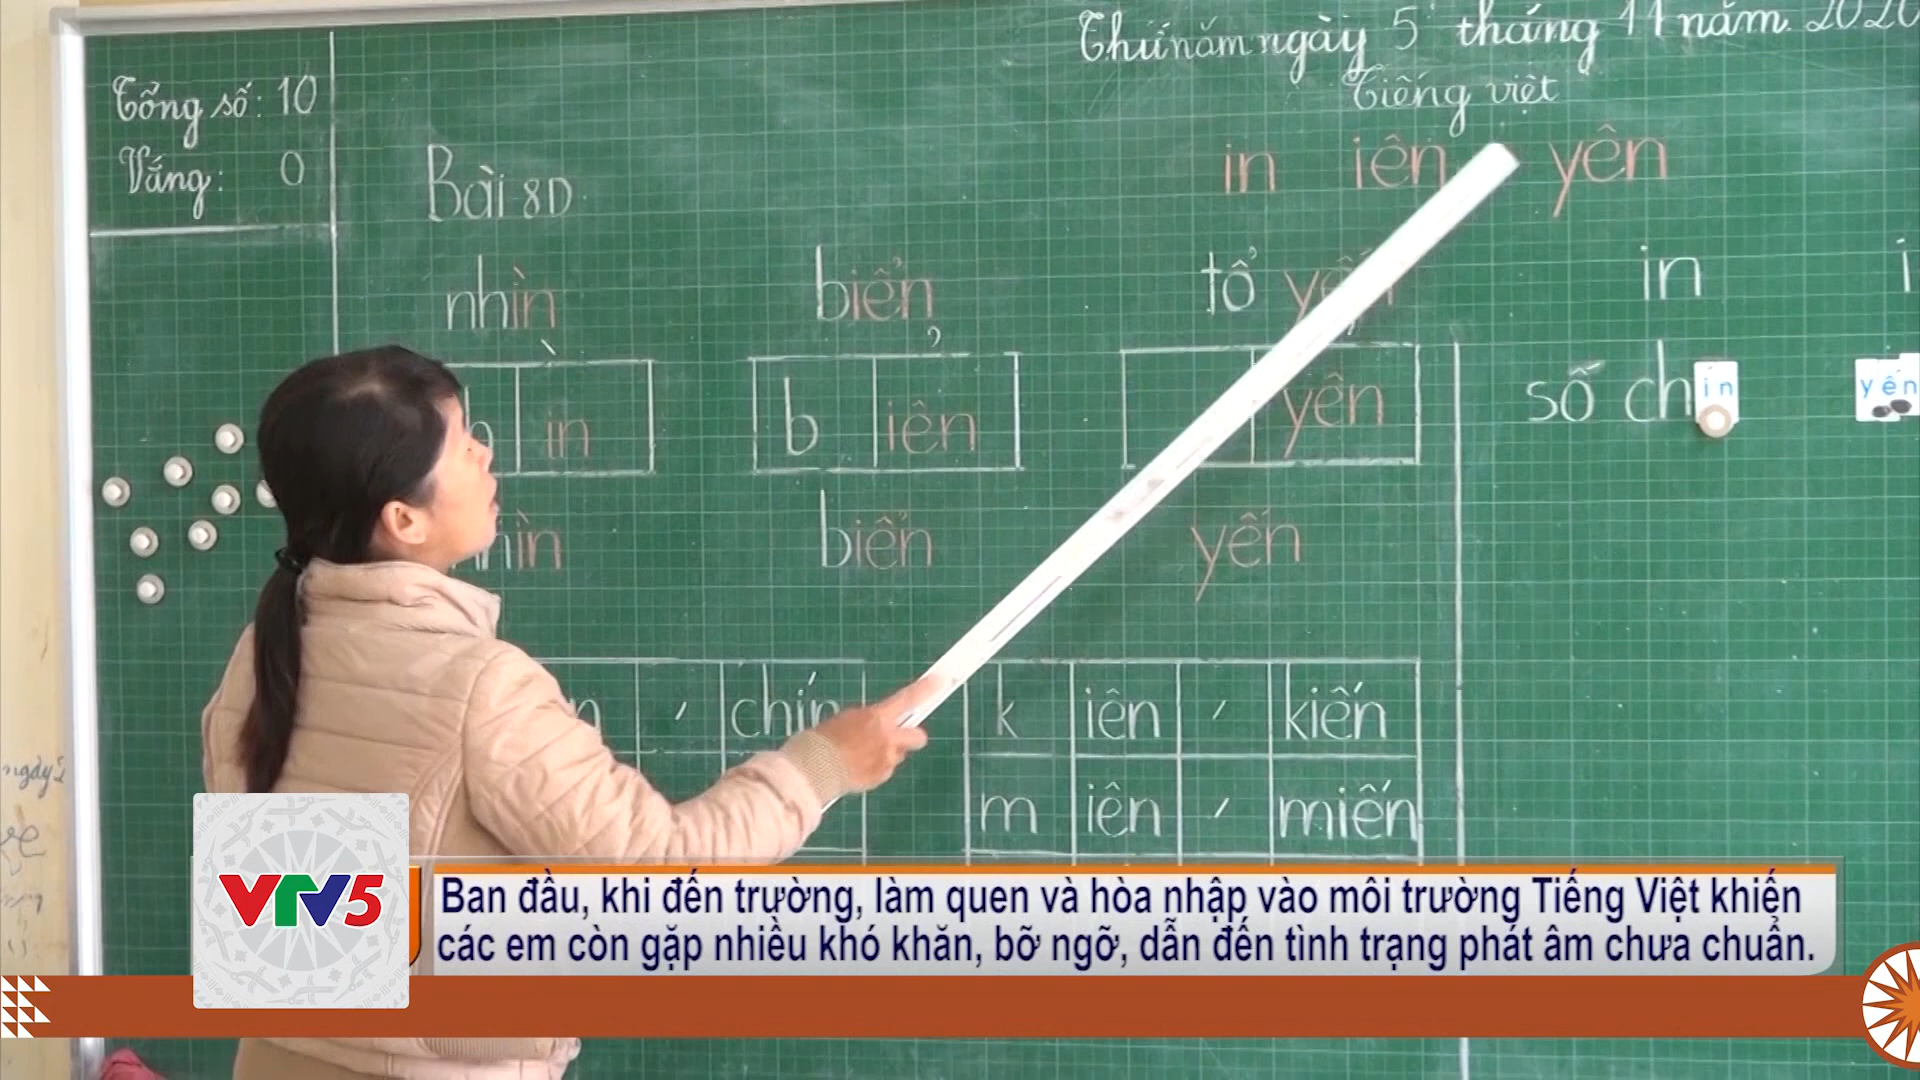 Thứ năm ngày 5 tháng 11 năm 2020
Tiếng việt
Tổng số: 10
Vắng: 0
Bài 8D
in iên yên
nhìn biển tổ yến in
in b iên yên số chín yến
nhìn biển yến
chín k iên ׳ kiến
m iên ׳ miến
ngày
VTV5
Ban đầu, khi đến trường, làm quen và hòa nhập vào môi trường Tiếng Việt khiến
các em còn gặp nhiều khó khăn, bỡ ngỡ, dẫn đến tình trạng phát âm chưa chuẩn.